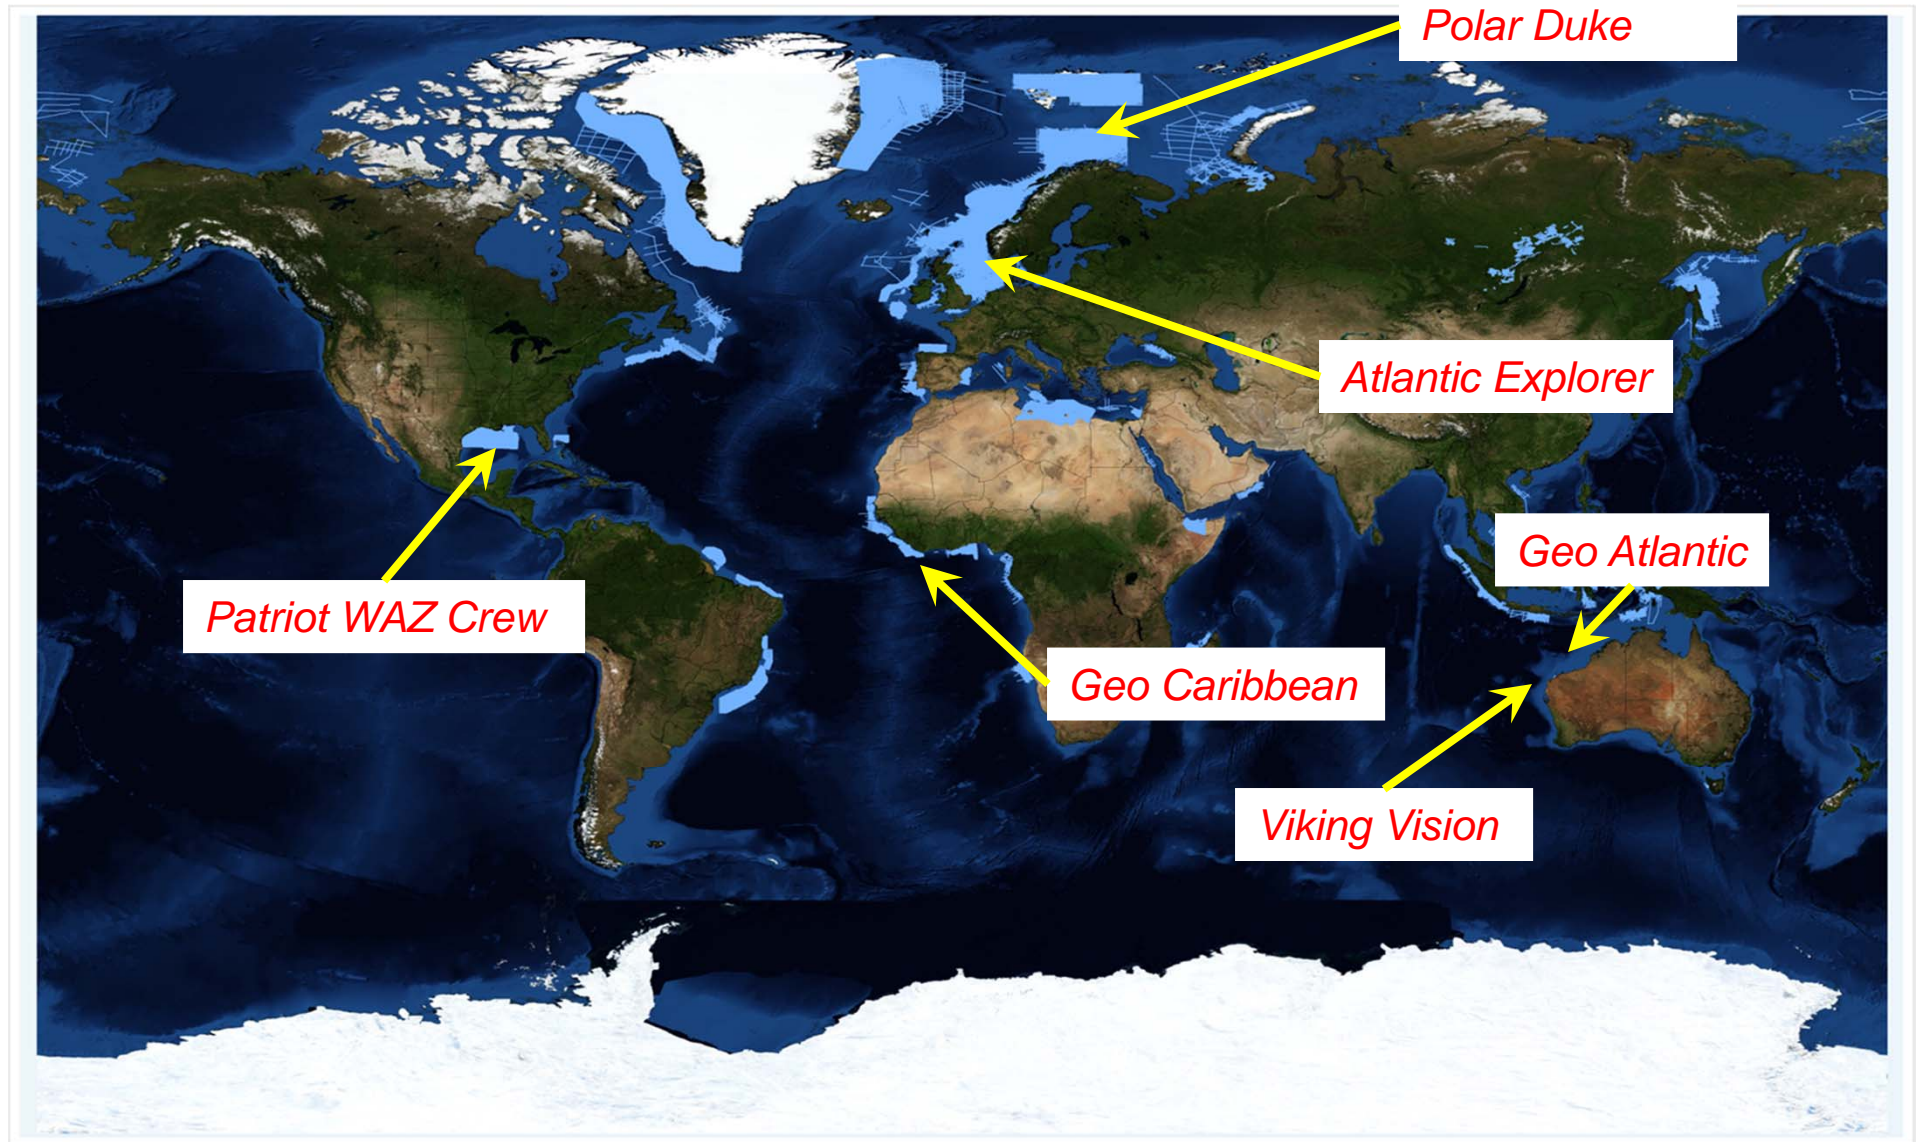 Polar Duke
Atlantic Explorer
Geo Atlantic
Patriot WAZ Crew
Geo Caribbean
Viking Vision